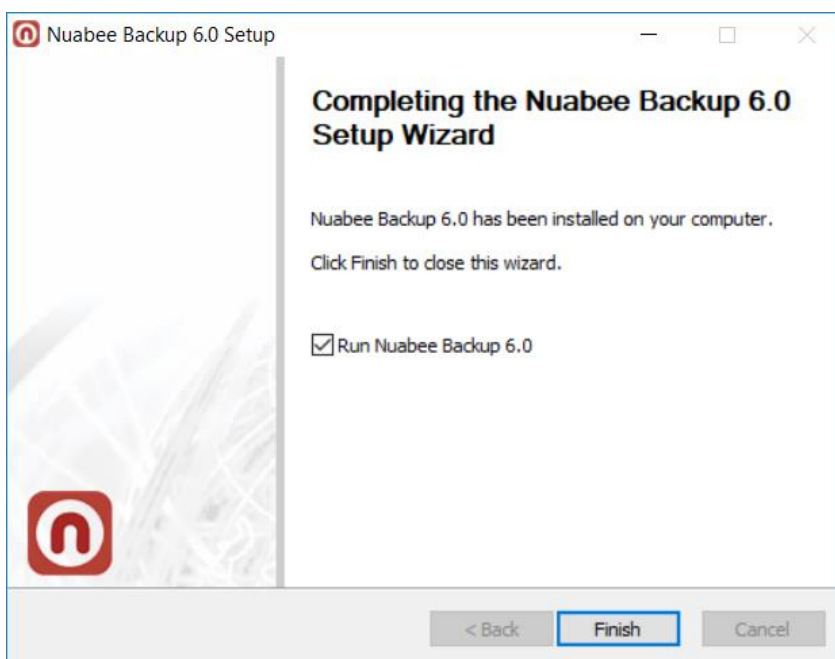 Nuabee Backup 6.0 Setup
Completing the Nuabee Backup 6.0
Setup Wizard
Nuabee Backup 6.0 has been installed on your computer.
Click Finish to close this wizard.
Run Nuabee Backup 6.0
n
< Back
Finish
Cancel